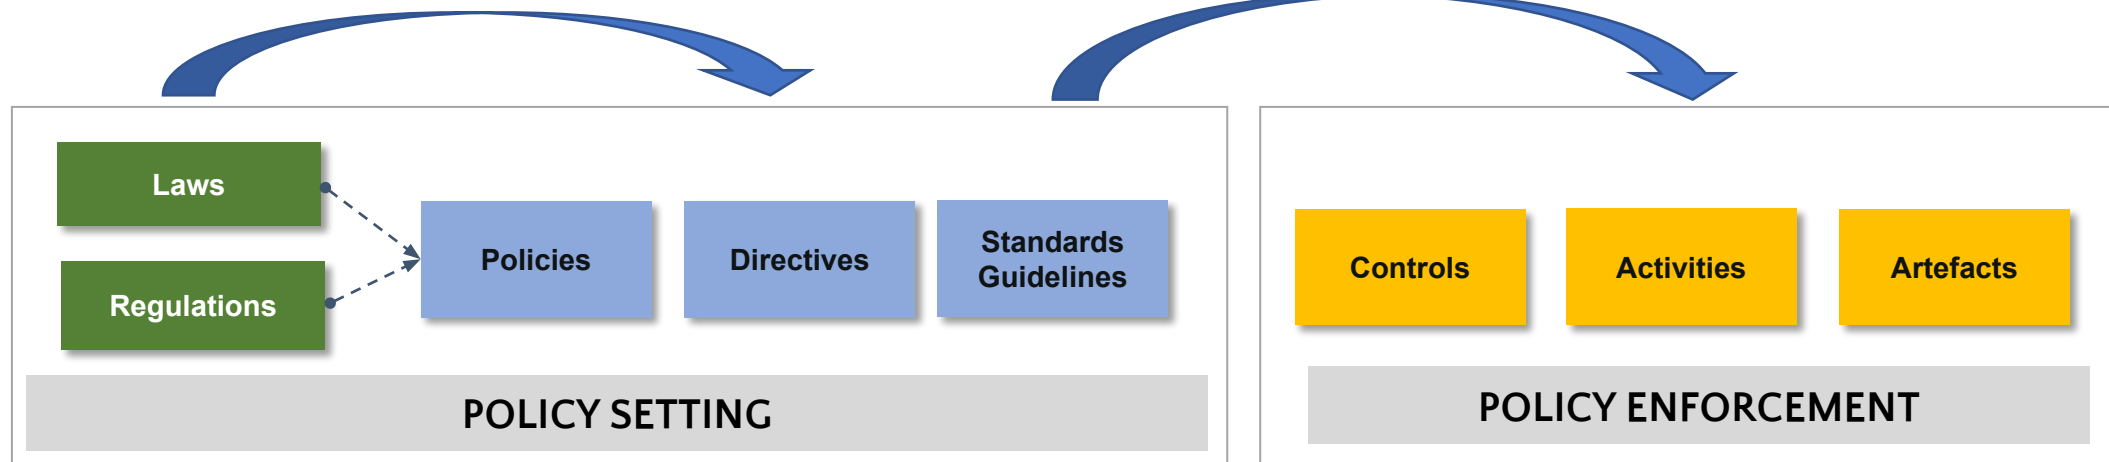 Laws
Regulations
Policies
Directives
Standards
Guidelines
POLICY SETTING
Controls
Activities
Artefacts
POLICY ENFORCEMENT